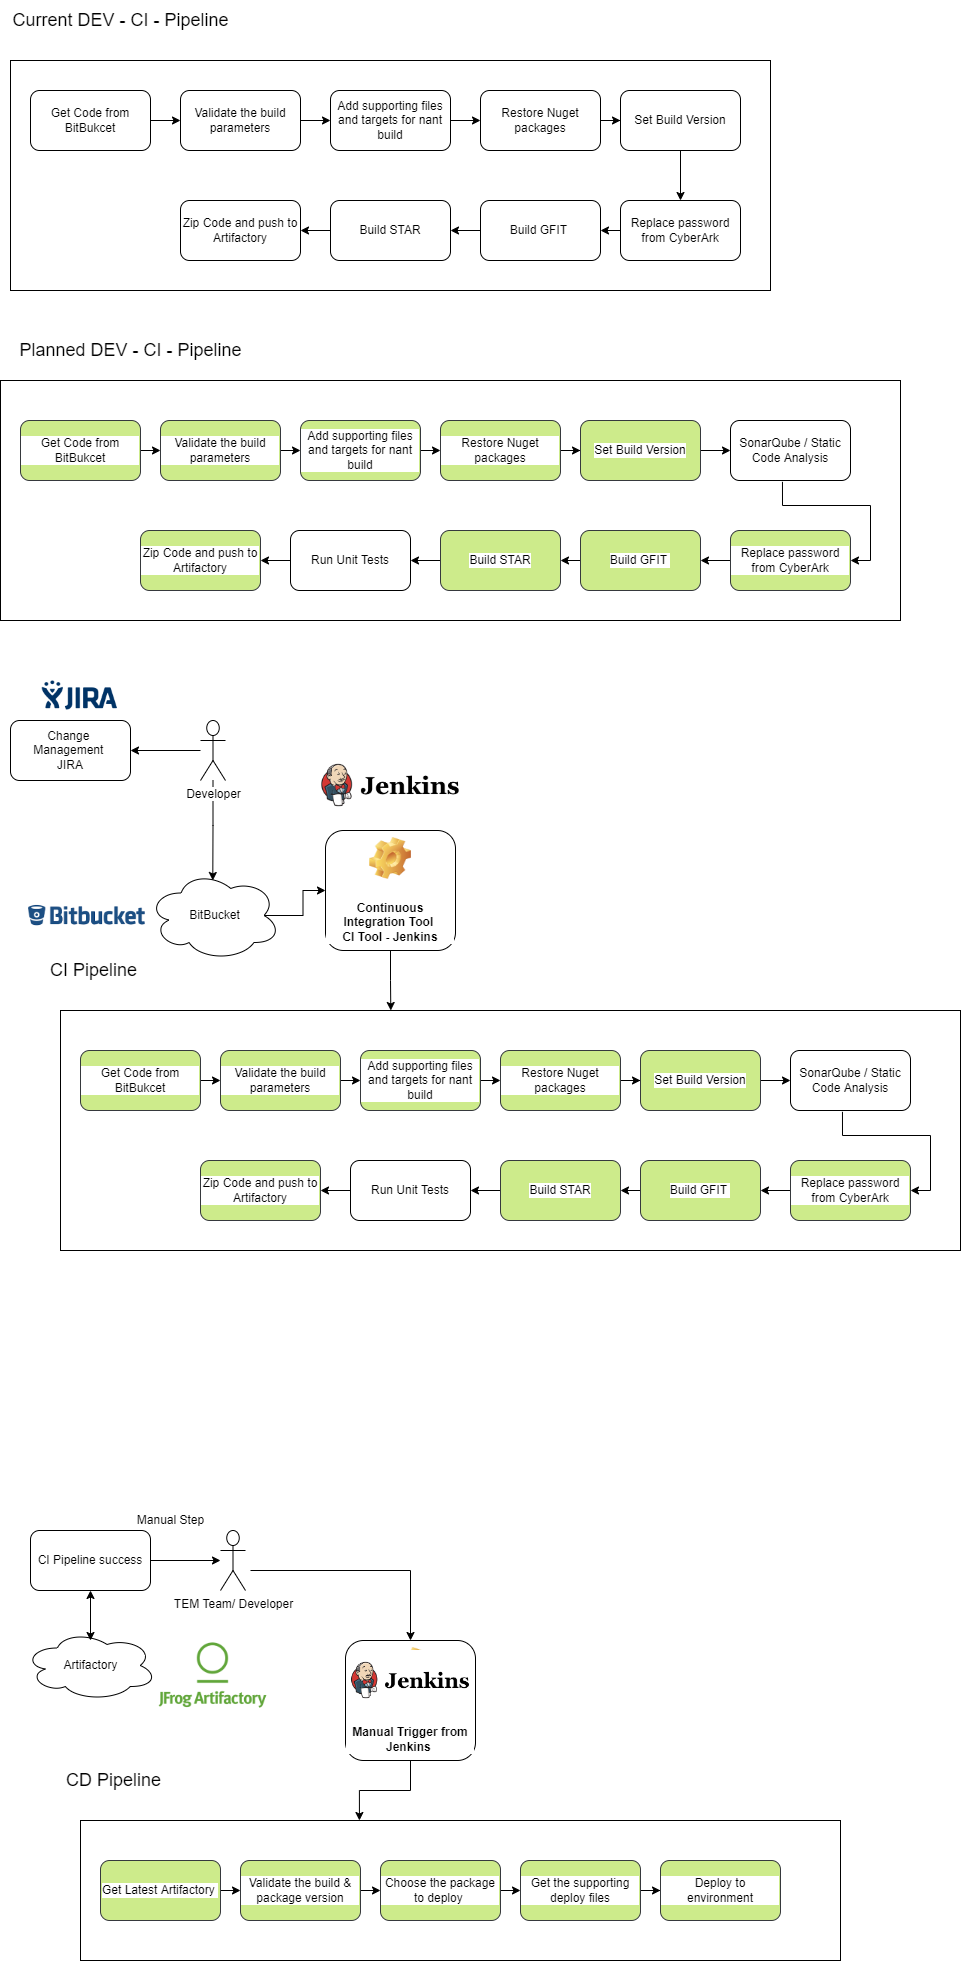 Current DEV - CI - Pipeline
Get Code from
BitBukcet
Validate the build
parameters
Add supporting files
and targets for nant
build
Restore Nuget
packages
Set Build Version
Zip Code and push to
Artifactory
Build STAR
Build GFIT
Replace password
from CyberArk
Planned DEV - CI - Pipeline
Get Code from
BitBukcet
Validate the build
parameters
Add supporting files
and targets for nant
build
Restore Nuget
packages
Set Build Version
SonarQube / Static
Code Analysis
Zip Code and push to
Artifactory
Run Unit Tests
Build STAR
Build GFIT
Replace password
from CyberArk
JIRA
Change
Management
JIRA
Developer
Jenkins
Bitbucket
BitBucket
Continuous
Integration Tool
CI Tool - Jenkins
CI Pipeline
Get Code from
BitBukcet
Validate the build
parameters
Add supporting files
and targets for nant
build
Restore Nuget
packages
Set Build Version
SonarQube / Static
Code Analysis
Zip Code and push to
Artifactory
Run Unit Tests
Build STAR
Build GFIT
Replace password
from CyberArk
Manual Step
CI Pipeline success
TEM Team/ Developer
Artifactory
JFrog Artifactory
Jenkins
Manual Trigger from
Jenkins
CD Pipeline
Get Latest Artifactory
Validate the build &
package version
Choose the package
to deploy
Get the supporting
deploy files
Deploy to
environment